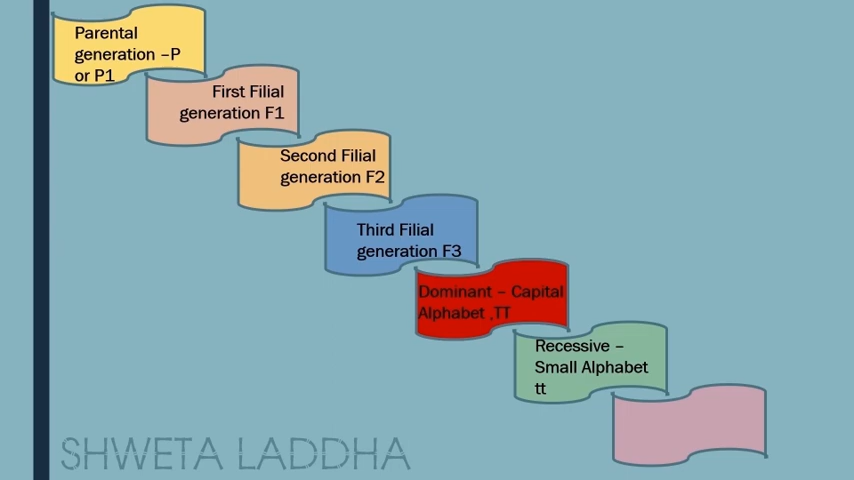 Parental
generation –P
or P1
First Filial
generation F1
Second Filial
generation F2
Third Filial
generation F3
Dominant – Capital
Alphabet ,TT
Recessive –
Small Alphabet
tt
SHWETA LADDHA